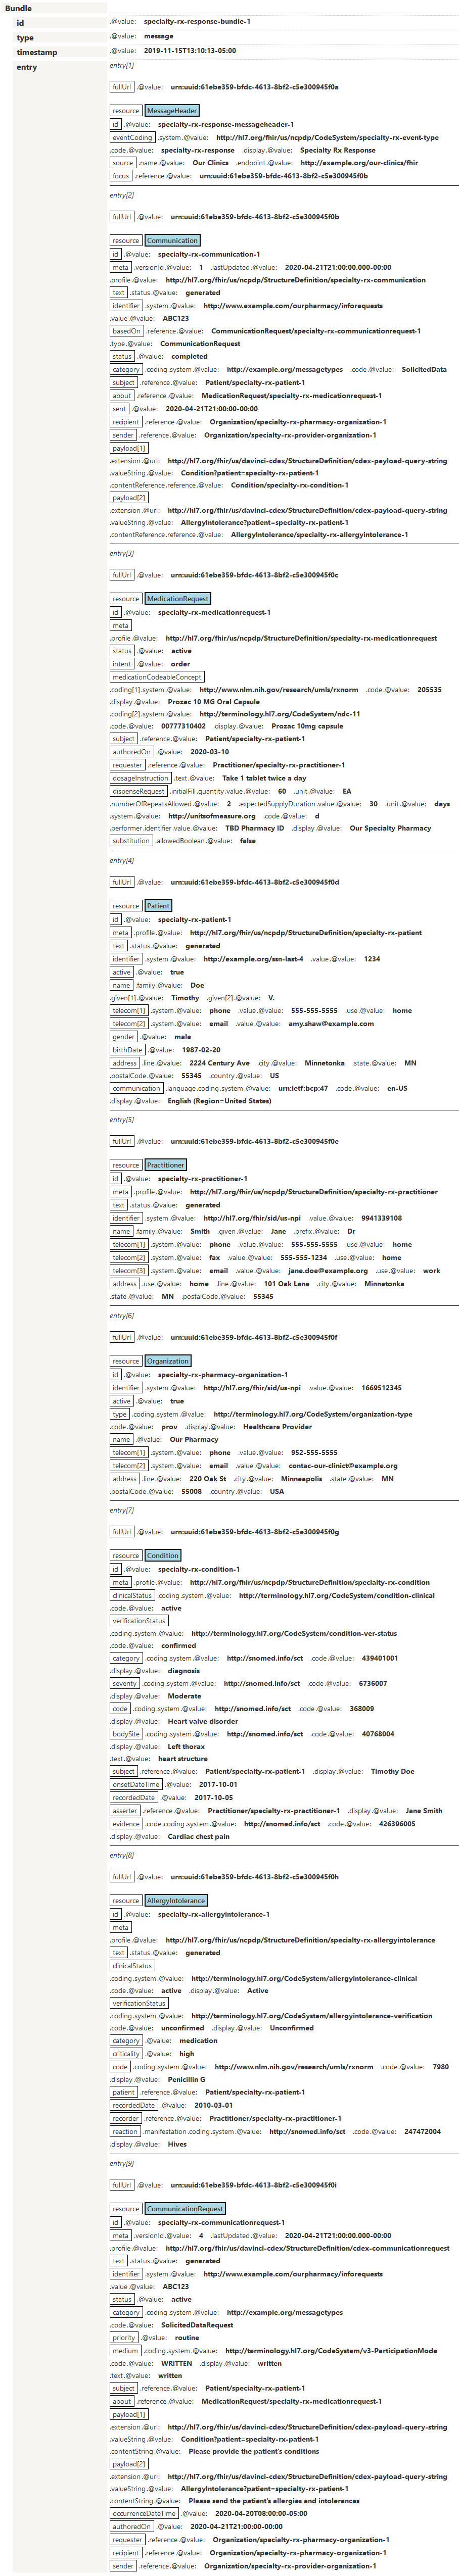 Bundle
id .@value: specialty-rx-response-bundle-1
type .@value: message
timestamp .@value: 2019-11-15T13:10:13-05:00
entry entry[1]
fullUrl .@value: urn:uuid:61ebe359-bfdc-4613-8bf2-c5e300945f0a
resource MessageHeader
id .@value: specialty-rx-response-messageheader-1
eventCoding .system.@value: http://hl7.org/fhir/us/ncpdp/CodeSystem/specialty-rx-event-type
.code.@value: specialty-rx-response .display.@value: Specialty Rx Response
source .name.@value: Our Clinics .endpoint.@value: http://example.org/our-clinics/fhir
focus .reference.@value: urn:uuid:61ebe359-bfdc-4613-8bf2-c5e300945f0b
entry[2]
fullUrl .@value: urn:uuid:61ebe359-bfdc-4613-8bf2-c5e300945f0b
resource Communication
id .@value: specialty-rx-communication-1
meta .versionId.@value: 1 .lastUpdated.@value: 2020-04-21T21:00:00.000-00:00
.profile.@value: http://hl7.org/fhir/us/ncpdp/StructureDefinition/specialty-rx-communication
text .status.@value: generated
identifier .system.@value: http://www.example.com/ourpharmacy/inforequests
.value.@value: ABC123
basedOn .reference.@value: CommunicationRequest/specialty-rx-communicationrequest-1
.type.@value: CommunicationRequest
status .@value: completed
category .coding.system.@value: http://example.org/messagetypes .code.@value: SolicitedData
subject .reference.@value: Patient/specialty-rx-patient-1
about .reference.@value: MedicationRequest/specialty-rx-medicationrequest-1
sent .@value: 2020-04-21T21:00:00-00:00
recipient .reference.@value: Organization/specialty-rx-pharmacy-organization-1
sender .reference.@value: Organization/specialty-rx-provider-organization-1
payload[1]
.extension.@url: http://hl7.org/fhir/us/davinci-cdex/StructureDefinition/cdex-payload-query-string
.valueString.@value: Condition?patient=specialty-rx-patient-1
.contentReference.reference.@value: Condition/specialty-rx-condition-1
payload[2]
.extension.@url: http://hl7.org/fhir/us/davinci-cdex/StructureDefinition/cdex-payload-query-string
.valueString.@value: AllergyIntolerance?patient=specialty-rx-patient-1
.contentReference.reference.@value: AllergyIntolerance/specialty-rx-allergyintolerance-1
entry[3]
fullUrl .@value: urn:uuid:61ebe359-bfdc-4613-8bf2-c5e300945f0c
resource MedicationRequest
id .@value: specialty-rx-medicationrequest-1
meta
.profile.@value: http://hl7.org/fhir/us/ncpdp/StructureDefinition/specialty-rx-medicationrequest
status .@value: active
intent .@value: order
medicationCodeableConcept
.coding[1].system.@value: http://www.nlm.nih.gov/research/umls/rxnorm .code.@value: 205535
.display.@value: Prozac 10 MG Oral Capsule
.coding[2].system.@value: http://terminology.hl7.org/CodeSystem/ndc-11
.code.@value: 00777310402 .display.@value: Prozac 10mg capsule
subject .reference.@value: Patient/specialty-rx-patient-1
authoredOn .@value: 2020-03-10
requester .reference.@value: Practitioner/specialty-rx-practitioner-1
dosageInstruction .text.@value: Take 1 tablet twice a day
dispenseRequest .initialFill.quantity.value.@value: 60 .unit.@value: EA
.numberOfRepeatsAllowed.@value: 2 .expectedSupplyDuration.value.@value: 30 .unit.@value: days
.system.@value: http://unitsofmeasure.org .code.@value: d
.performer.identifier.value.@value: TBD Pharmacy ID .display.@value: Our Specialty Pharmacy
substitution .allowedBoolean.@value: false
entry[4]
fullUrl .@value: urn:uuid:61ebe359-bfdc-4613-8bf2-c5e300945f0d
resource Patient
id .@value: specialty-rx-patient-1
meta .profile.@value: http://hl7.org/fhir/us/ncpdp/StructureDefinition/specialty-rx-patient
text .status.@value: generated
identifier .system.@value: http://example.org/ssn-last-4 .value.@value: 1234
active .@value: true
name .family.@value: Doe
.given[1].@value: Timothy .given[2].@value: V.
telecom[1] .system.@value: phone .value.@value: 555-555-5555 .use.@value: home
telecom[2] .system.@value: email .value.@value: amy.shaw@example.com
gender .@value: male
birthDate .@value: 1987-02-20
address .line.@value: 2224 Century Ave .city.@value: Minnetonka .state.@value: MN
.postalCode.@value: 55345 .country.@value: US
communication .language.coding.system.@value: urn:ietf:bcp:47 .code.@value: en-US
.display.@value: English (Region=United States)
entry[5]
fullUrl .@value: urn:uuid:61ebe359-bfdc-4613-8bf2-c5e300945f0e
resource Practitioner
id .@value: specialty-rx-practitioner-1
meta .profile.@value: http://hl7.org/fhir/us/ncpdp/StructureDefinition/specialty-rx-practitioner
text .status.@value: generated
identifier .system.@value: http://hl7.org/fhir/sid/us-npi .value.@value: 9941339108
name .family.@value: Smith .given.@value: Jane .prefix.@value: Dr
telecom[1] .system.@value: phone .value.@value: 555-555-5555 .use.@value: home
telecom[2] .system.@value: fax .value.@value: 555-555-1234 .use.@value: home
telecom[3] .system.@value: email .value.@value: jane.doe@example.org .use.@value: work
address .use.@value: home .line.@value: 101 Oak Lane .city.@value: Minnetonka
.state.@value: MN .postalCode.@value: 55345
entry[6]
fullUrl .@value: urn:uuid:61ebe359-bfdc-4613-8bf2-c5e300945f0f
resource Organization
id .@value: specialty-rx-pharmacy-organization-1
identifier .system.@value: http://hl7.org/fhir/sid/us-npi .value.@value: 1669512345
active .@value: true
type .coding.system.@value: http://terminology.hl7.org/CodeSystem/organization-type
.code.@value: prov .display.@value: Healthcare Provider
name .@value: Our Pharmacy
telecom[1] .system.@value: phone .value.@value: 952-555-5555
telecom[2] .system.@value: email .value.@value: contac-our-clinict@example.org
address .line.@value: 220 Oak St .city.@value: Minneapolis .state.@value: MN
.postalCode.@value: 55008 .country.@value: USA
entry[7]
fullUrl .@value: urn:uuid:61ebe359-bfdc-4613-8bf2-c5e300945f0g
resource Condition
id .@value: specialty-rx-condition-1
meta .profile.@value: http://hl7.org/fhir/us/ncpdp/StructureDefinition/specialty-rx-condition
clinicalStatus .coding.system.@value: http://terminology.hl7.org/CodeSystem/condition-clinical
.code.@value: active
verificationStatus
.coding.system.@value: http://terminology.hl7.org/CodeSystem/condition-ver-status
.code.@value: confirmed
category .coding.system.@value: http://snomed.info/sct .code.@value: 439401001
.display.@value: diagnosis
severity .coding.system.@value: http://snomed.info/sct .code.@value: 6736007
.display.@value: Moderate
code .coding.system.@value: http://snomed.info/sct .code.@value: 368009
.display.@value: Heart valve disorder
bodySite .coding.system.@value: http://snomed.info/sct .code.@value: 40768004
.display.@value: Left thorax
.text.@value: heart structure
subject .reference.@value: Patient/specialty-rx-patient-1 .display.@value: Timothy Doe
onsetDateTime .@value: 2017-10-01
recordedDate .@value: 2017-10-05
asserter .reference.@value: Practitioner/specialty-rx-practitioner-1 .display.@value: Jane Smith
evidence .code.coding.system.@value: http://snomed.info/sct .code.@value: 426396005
.display.@value: Cardiac chest pain
entry[8]
fullUrl .@value: urn:uuid:61ebe359-bfdc-4613-8bf2-c5e300945f0h
resource AllergyIntolerance
id .@value: specialty-rx-allergyintolerance-1
meta
.profile.@value: http://hl7.org/fhir/us/ncpdp/StructureDefinition/specialty-rx-allergyintolerance
text .status.@value: generated
clinicalStatus
.coding.system.@value: http://terminology.hl7.org/CodeSystem/allergyintolerance-clinical
.code.@value: active .display.@value: Active
verificationStatus
.coding.system.@value: http://terminology.hl7.org/CodeSystem/allergyintolerance-verification
.code.@value: unconfirmed .display.@value: Unconfirmed
category .@value: medication
criticality .@value: high
code .coding.system.@value: http://www.nlm.nih.gov/research/umls/rxnorm .code.@value: 7980
.display.@value: Penicillin G
patient .reference.@value: Patient/specialty-rx-patient-1
recordedDate .@value: 2010-03-01
recorder .reference.@value: Practitioner/specialty-rx-practitioner-1
reaction .manifestation.coding.system.@value: http://snomed.info/sct .code.@value: 247472004
.display.@value: Hives
entry[9]
fullUrl .@value: urn:uuid:61ebe359-bfdc-4613-8bf2-c5e300945f0i
resource CommunicationRequest
id .@value: specialty-rx-communicationrequest-1
meta .versionId.@value: 4 .lastUpdated.@value: 2020-04-21T21:00:00.000-00:00
.profile.@value: http://hl7.org/fhir/us/davinci-cdex/StructureDefinition/cdex-communicationrequest
text .status.@value: generated
identifier .system.@value: http://www.example.com/ourpharmacy/inforequests
.value.@value: ABC123
status .@value: active
category .coding.system.@value: http://example.org/messagetypes
.code.@value: SolicitedDataRequest
priority .@value: routine
medium .coding.system.@value: http://terminology.hl7.org/CodeSystem/v3-ParticipationMode
.code.@value: WRITTEN .display.@value: written
.text.@value: written
subject .reference.@value: Patient/specialty-rx-patient-1
about .reference.@value: MedicationRequest/specialty-rx-medicationrequest-1
payload[1]
.extension.@url: http://hl7.org/fhir/us/davinci-cdex/StructureDefinition/cdex-payload-query-string
.valueString.@value: Condition?patient=specialty-rx-patient-1
.contentString.@value: Please provide the patient's conditions
payload[2]
.extension.@url: http://hl7.org/fhir/us/davinci-cdex/StructureDefinition/cdex-payload-query-string
.valueString.@value: AllergyIntolerance?patient=specialty-rx-patient-1
.contentString.@value: Please send the patient's allergies and intolerances
occurrenceDateTime .@value: 2020-04-20T08:00:00-05:00
authoredOn .@value: 2020-04-21T21:00:00-00:00
requester .reference.@value: Organization/specialty-rx-pharmacy-organization-1
recipient .reference.@value: Organization/specialty-rx-pharmacy-organization-1
sender .reference.@value: Organization/specialty-rx-provider-organization-1